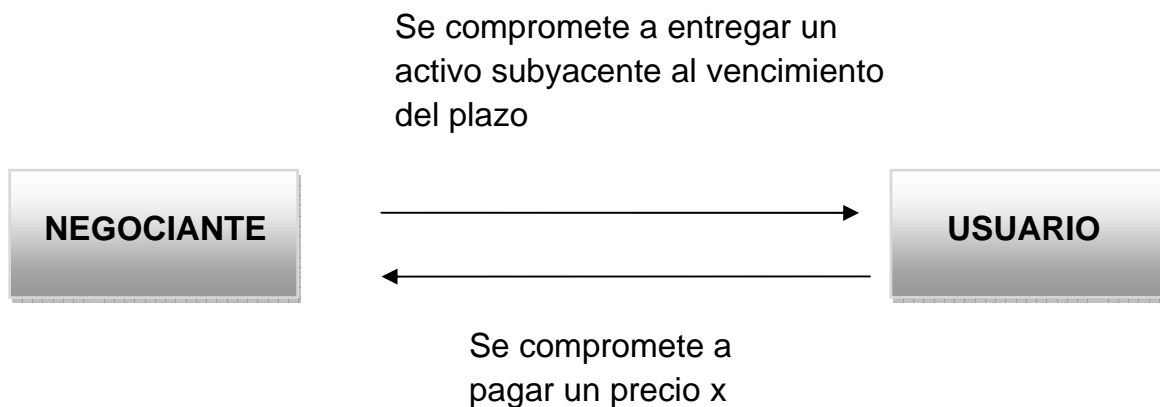 Se compromete a entregar un
activo subyacente al vencimiento
del plazo
NEGOCIANTE
USUARIO
Se compromete a
pagar un precio x